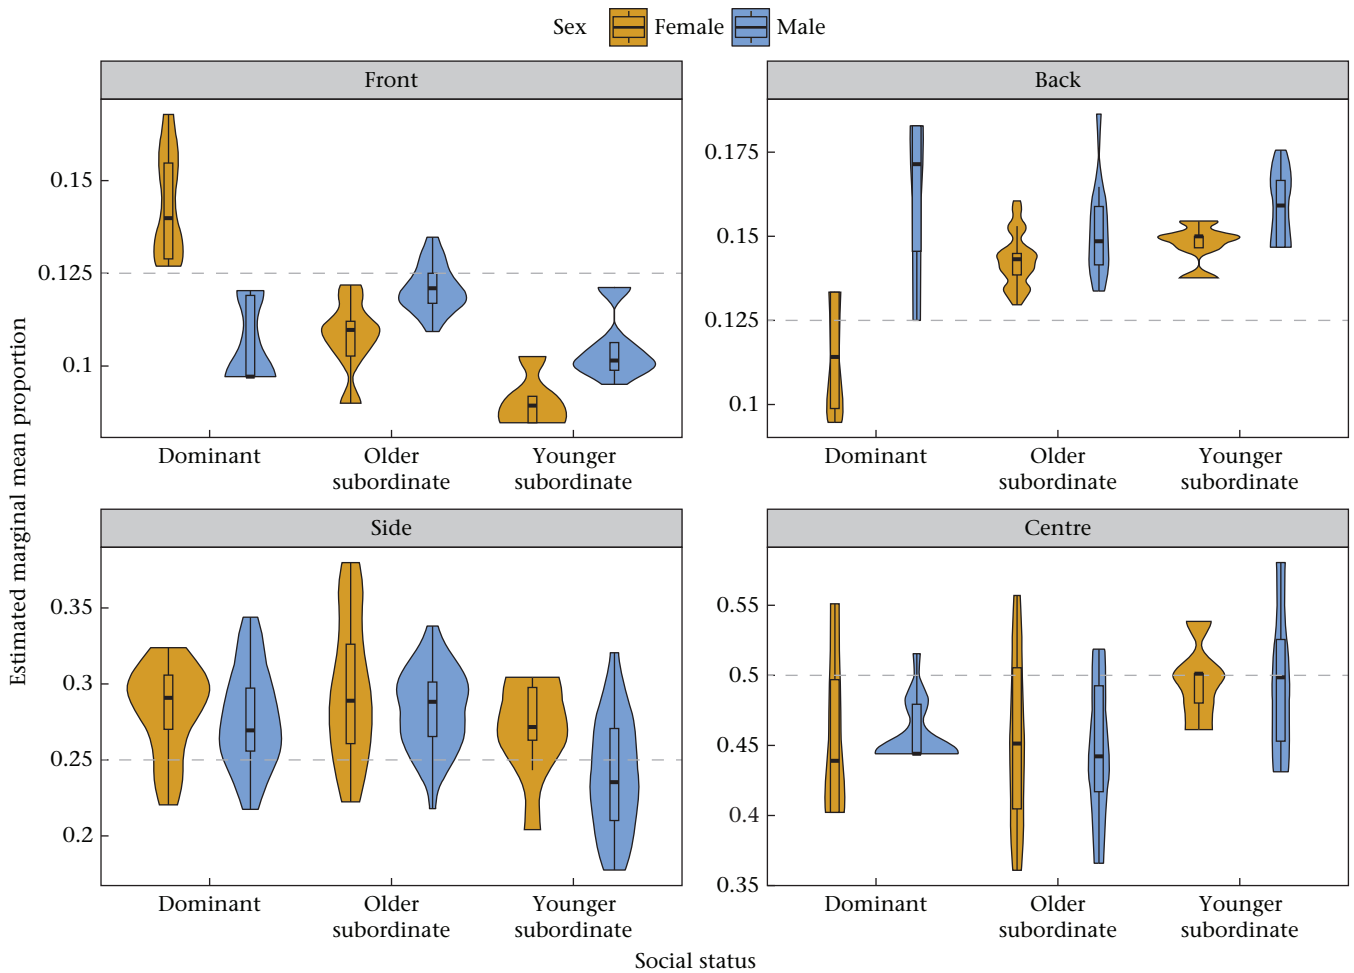 Sex Female Male
Front
Back
0.15
0.125
0.1
0.175
0.15
0.125
0.1
Dominant Older subordinate Younger subordinate
Dominant Older subordinate Younger subordinate
Side
Centre
0.35
0.3
0.25
0.2
0.55
0.5
0.45
0.4
0.35
Dominant Older subordinate Younger subordinate
Dominant Older subordinate Younger subordinate
Estimated marginal mean proportion
Social status